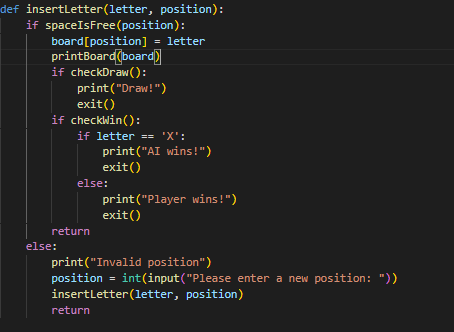 def insertLetter(letter, position):
    if spaceIsFree(position):
        board[position] = letter
        printBoard(board)
        if checkDraw():
            print("Draw!")
            exit()
        if checkWin():
            if letter == 'X':
                print("AI wins!")
                exit()
            else:
                print("Player wins!")
                exit()
        return
    else:
        print("Invalid position")
        position = int(input("Please enter a new position: "))
        insertLetter(letter, position)
        return